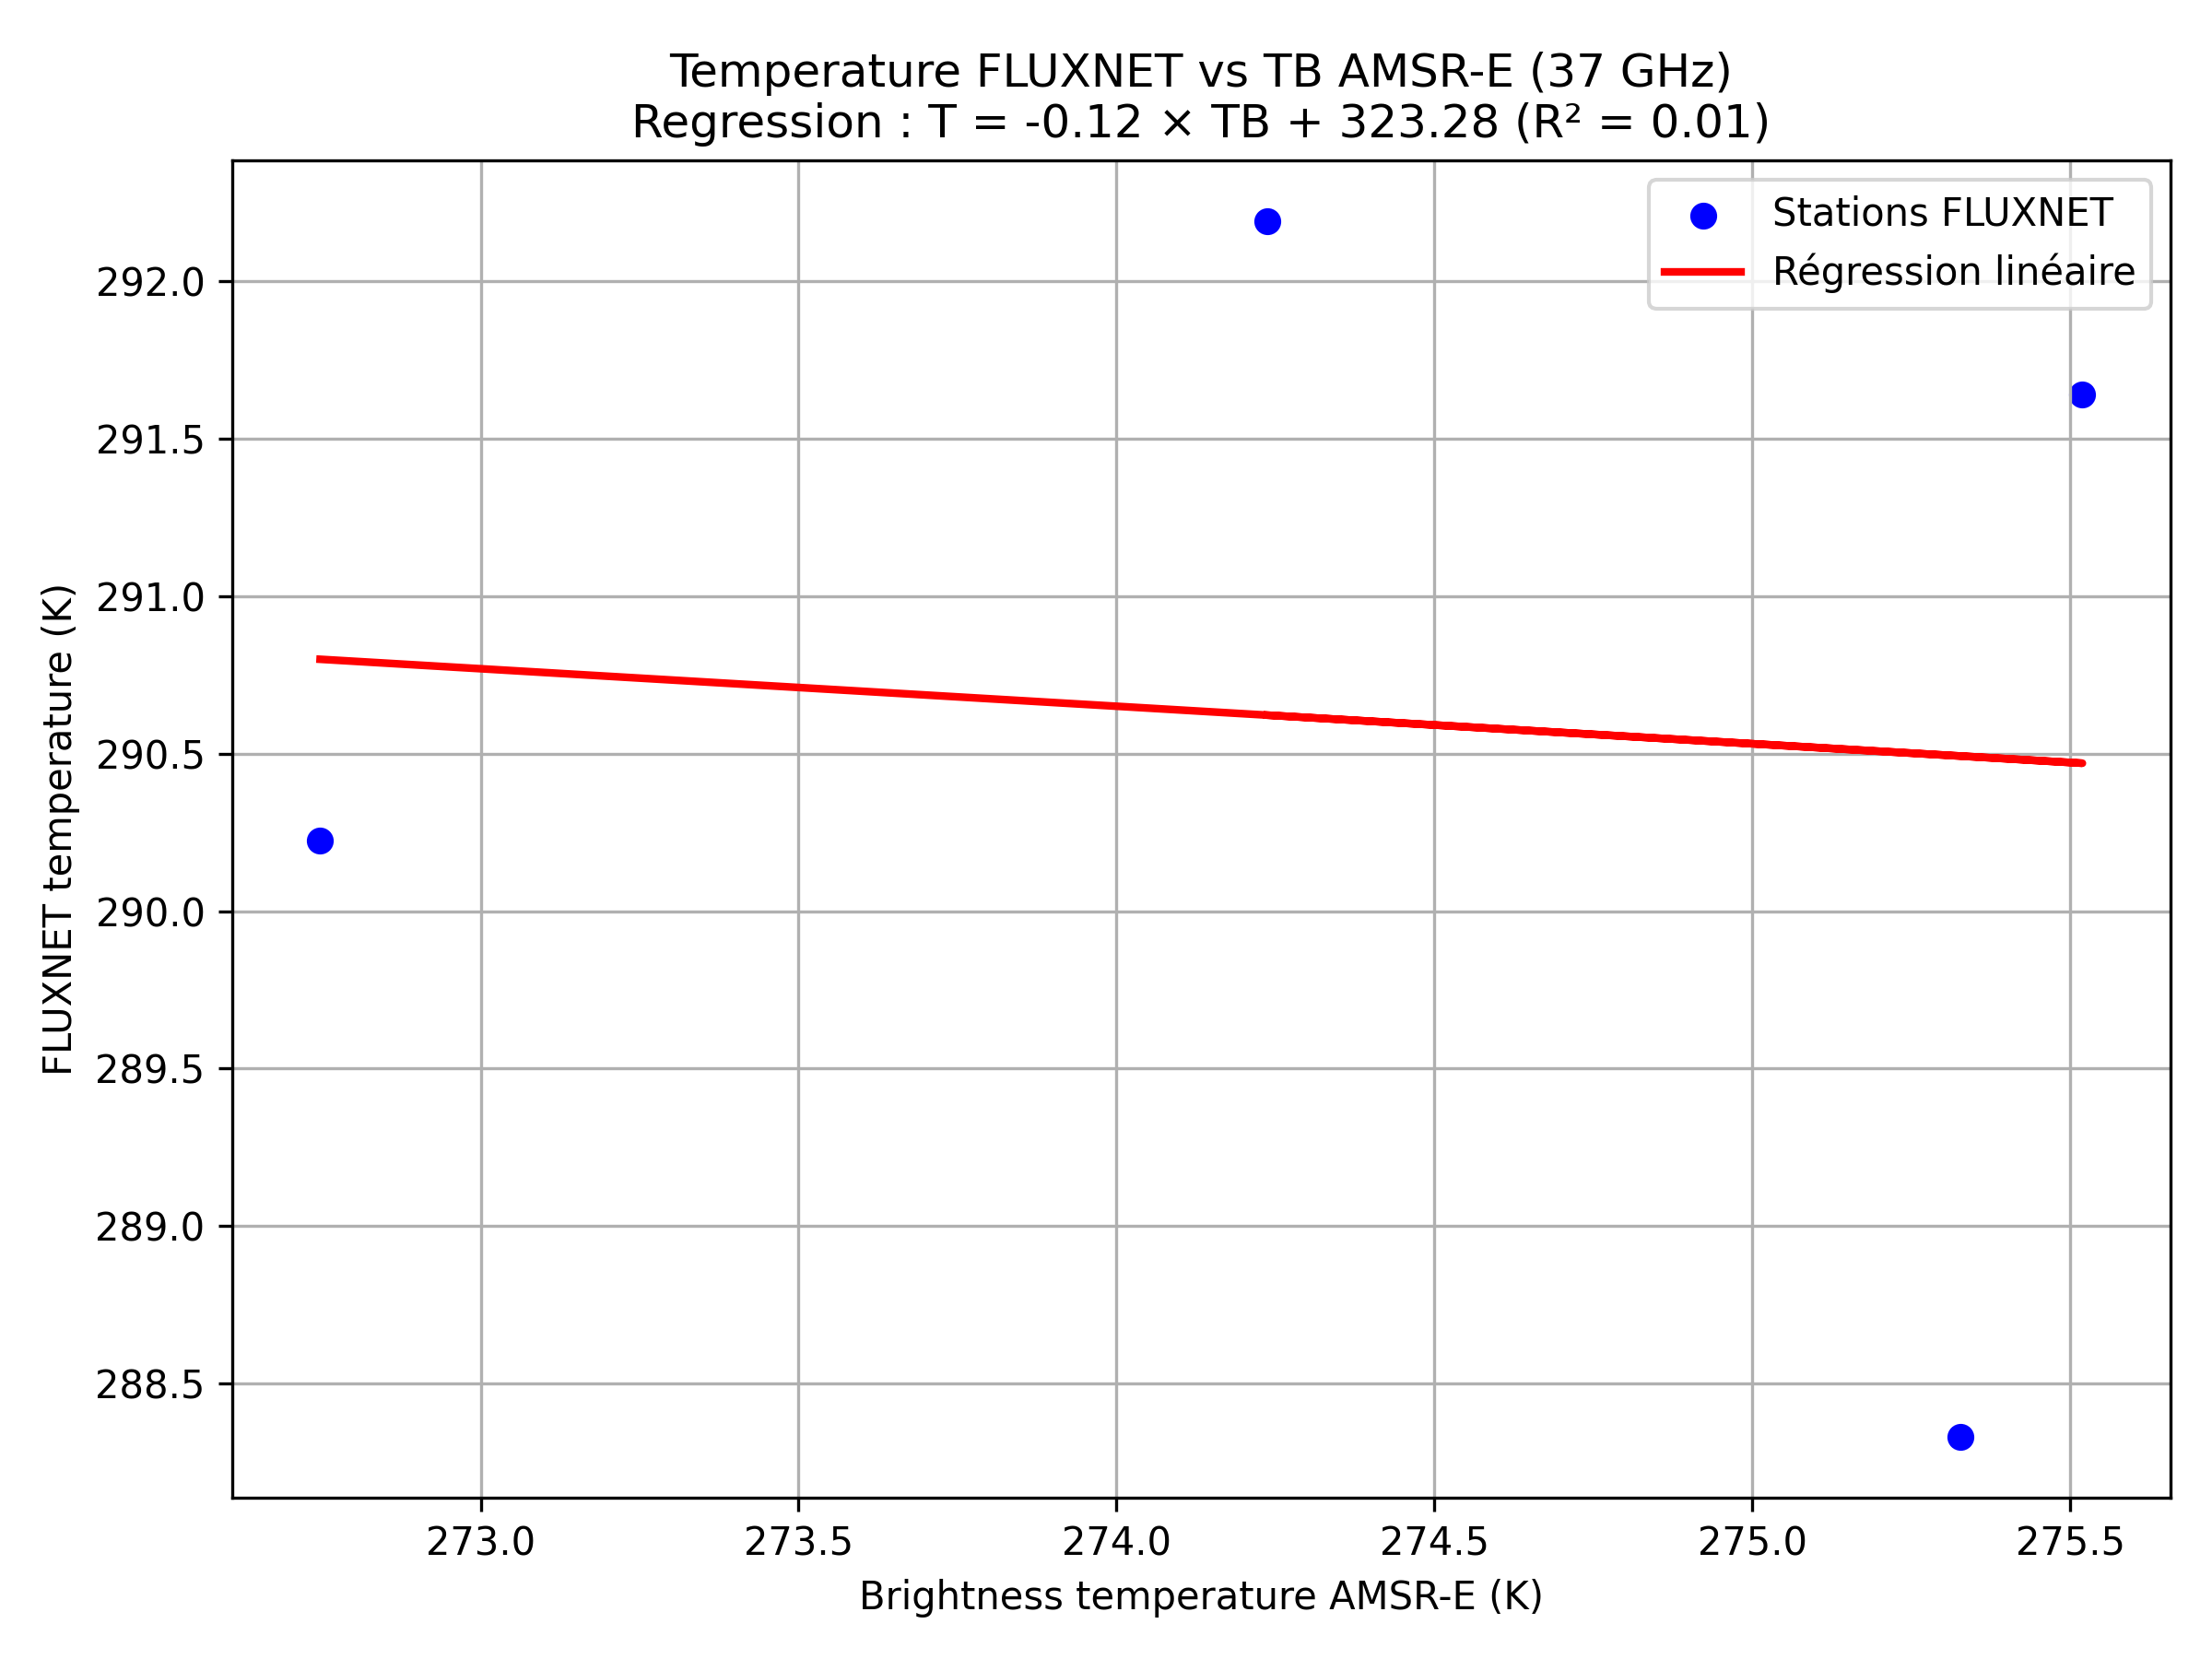 Temperature FLUXNET vs TB AMSR-E (37 GHz)
Regression : T = -0.12 × TB + 323.28 (R² = 0.01)
Stations FLUXNET
Régression linéaire
292.0
291.5
291.0
290.5
290.0
289.5
289.0
288.5
FLUXNET temperature (K)
273.0 273.5 274.0 274.5 275.0 275.5
Brightness temperature AMSR-E (K)